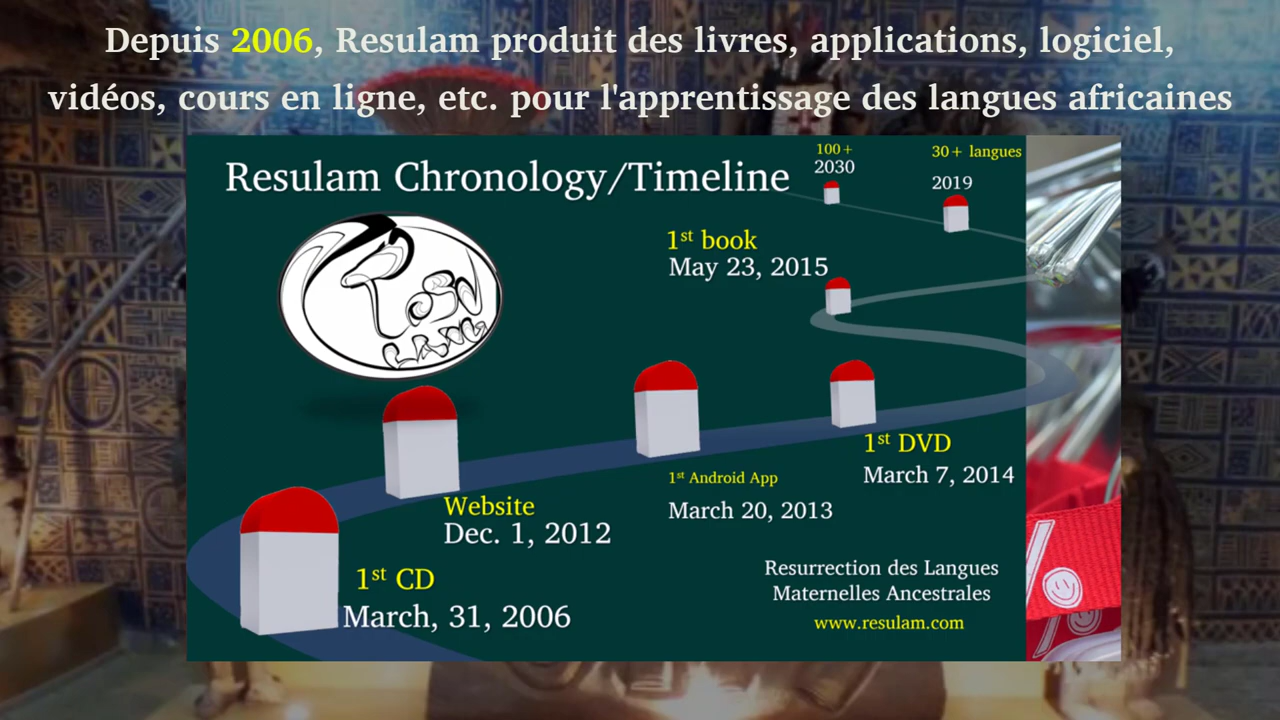 Depuis 2006, Resulam produit des livres, applications, logiciel,
vidéos, cours en ligne, etc. pour l'apprentissage des langues africaines
Resulam Chronology/Timeline
100+
2030
30+ langues
2019
1st book
May 23, 2015
1st DVD
March 7, 2014
1st Android App
March 20, 2013
Website
Dec. 1, 2012
1st CD
March, 31, 2006
Resurrection des Langues
Maternelles Ancestrales
www.resulam.com